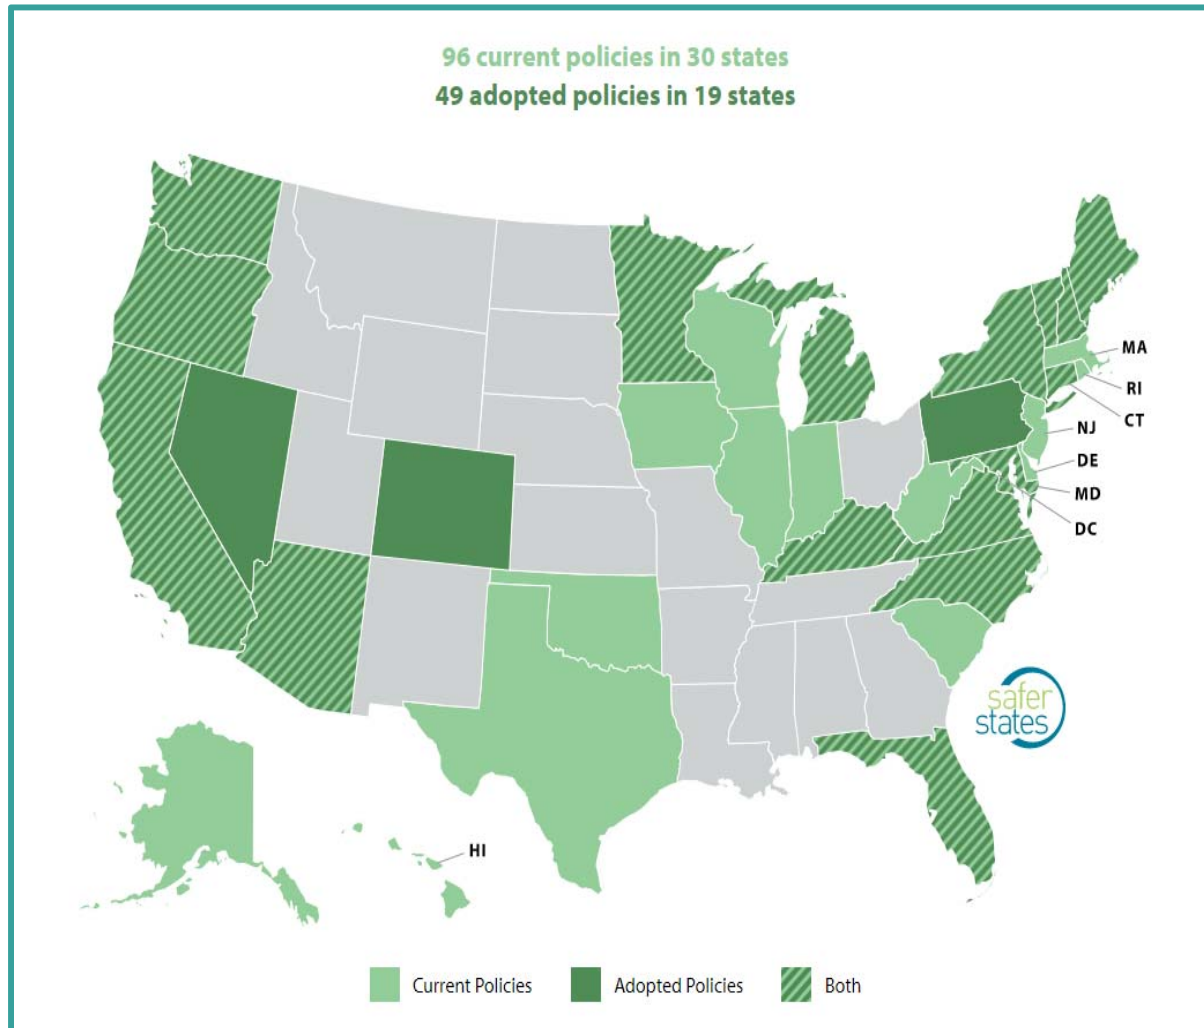 96 current policies in 30 states
49 adopted policies in 19 states
MA
RI
CT
NJ
DE
MD
DC
safer
states
HI
Current Policies
Adopted Policies
Both